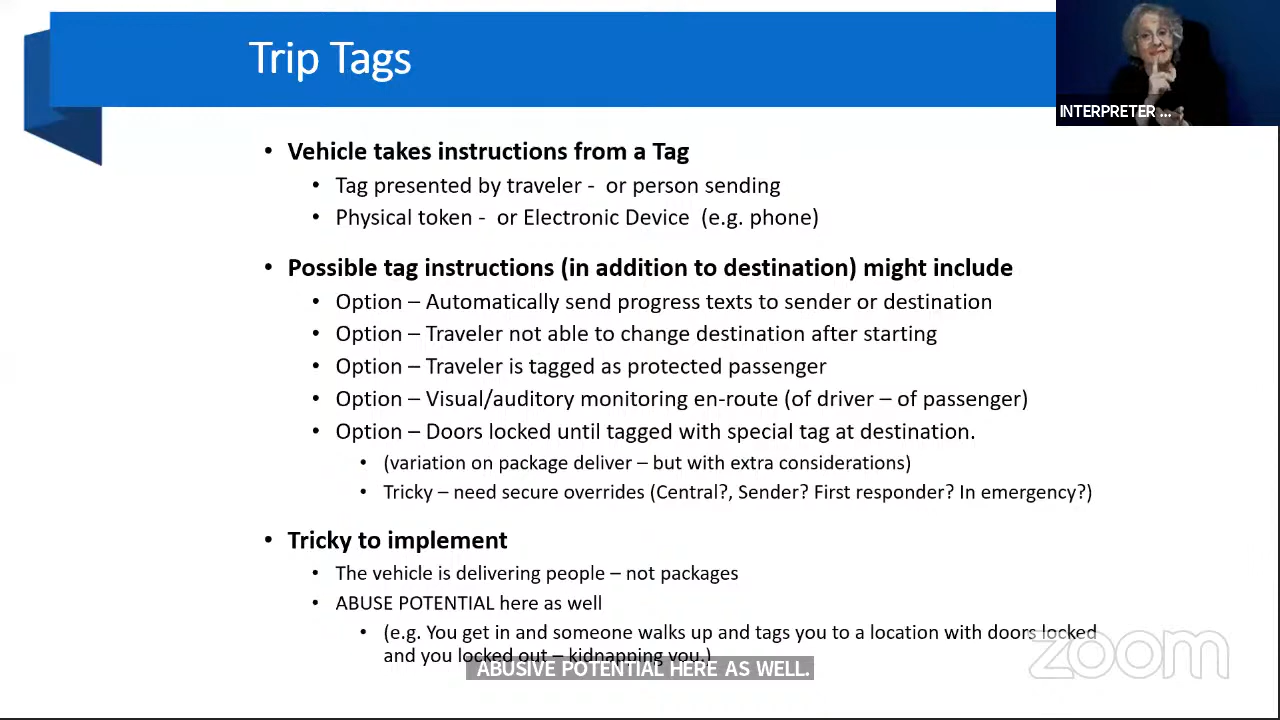 Trip Tags
INTERPRETER ...
• Vehicle takes instructions from a Tag
• Tag presented by traveler - or person sending
• Physical token - or Electronic Device (e.g. phone)
• Possible tag instructions (in addition to destination) might include
• Option – Automatically send progress texts to sender or destination
• Option – Traveler not able to change destination after starting
• Option – Traveler is tagged as protected passenger
• Option – Visual/auditory monitoring en-route (of driver – of passenger)
• Option – Doors locked until tagged with special tag at destination.
• (variation on package deliver – but with extra considerations)
• Tricky – need secure overrides (Central?, Sender? First responder? In emergency?)
• Tricky to implement
• The vehicle is delivering people – not packages
• ABUSE POTENTIAL here as well
• (e.g. You get in and someone walks up and tags you to a location with doors locked
and you locked out – kidnapping you.)
ABUSIVE POTENTIAL HERE AS WELL.
zoom